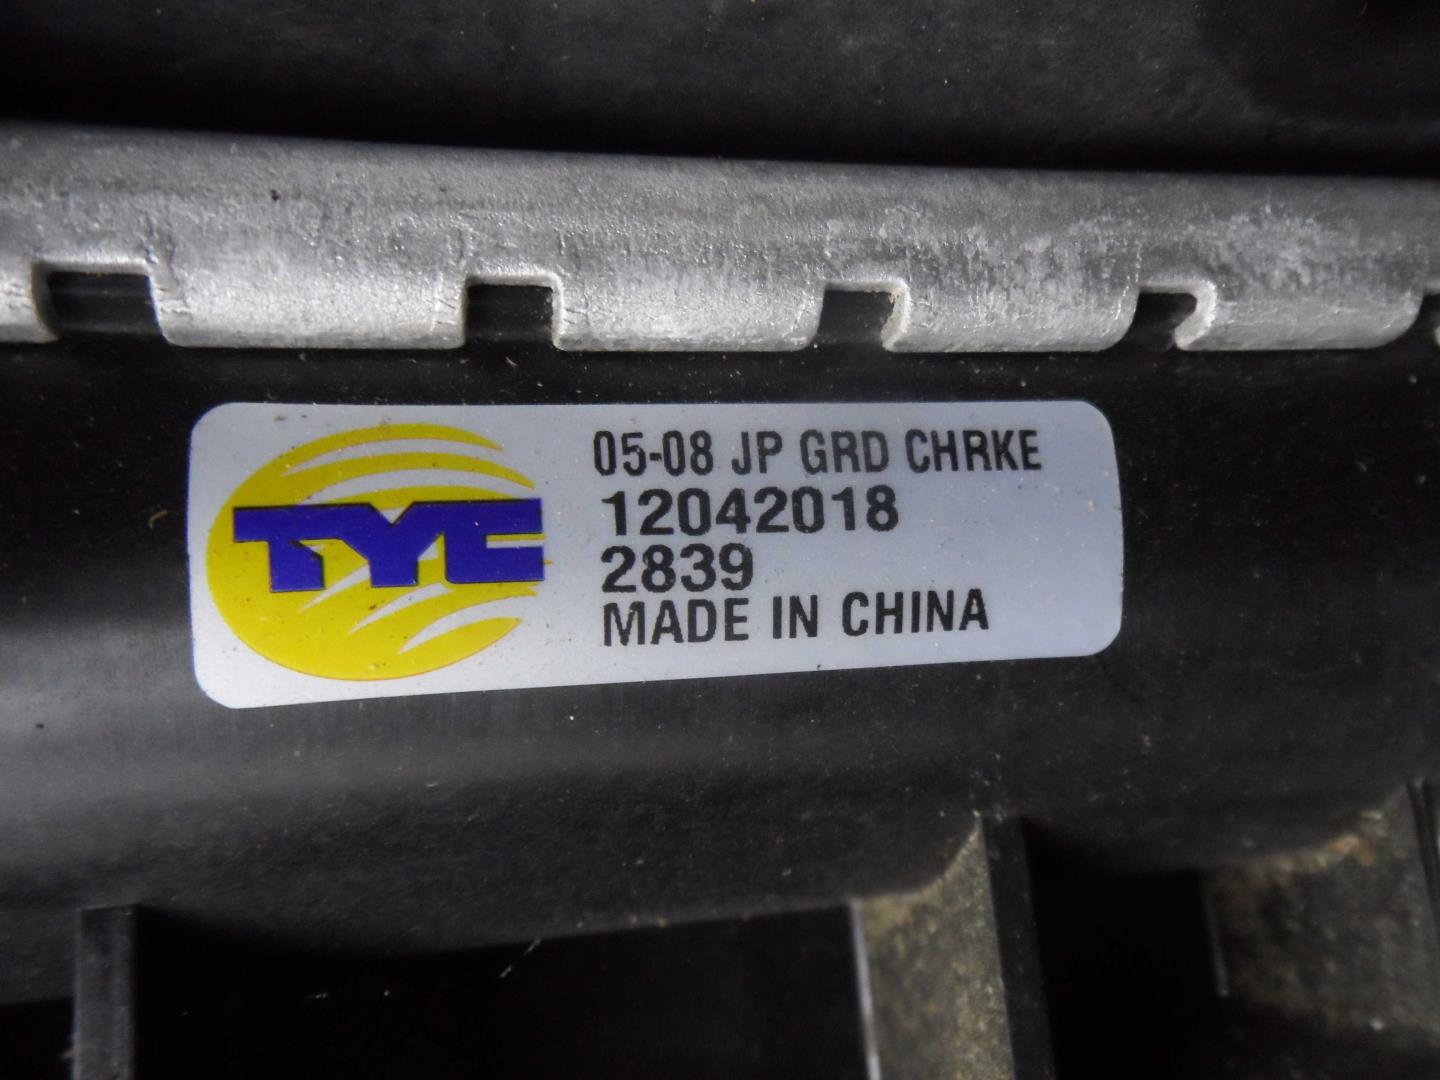 TYC
05-08 JP GRD CHRKE
12042018
2839
MADE IN CHINA